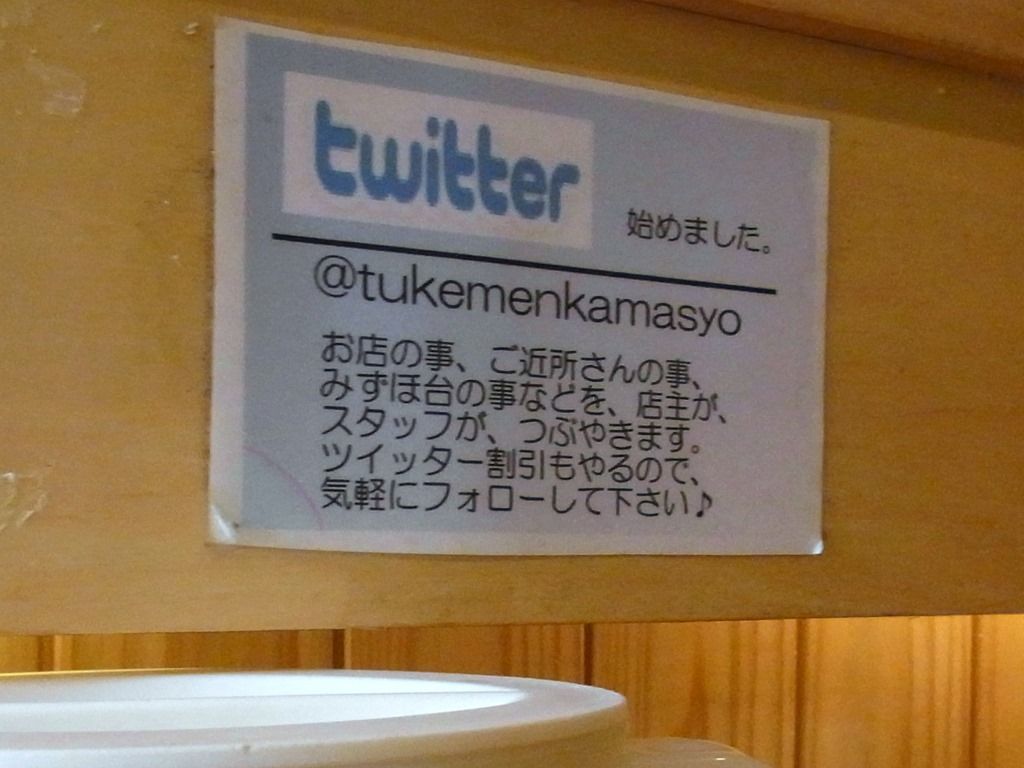 twitter 始めました。
@tukemenkamasyo
お店の事、ご近所さんの事、
みずほ台の事などを、店主が、
スタッフが、つぶやきます。
ツイッター割引もやるので、
気軽にフォローして下さい♪